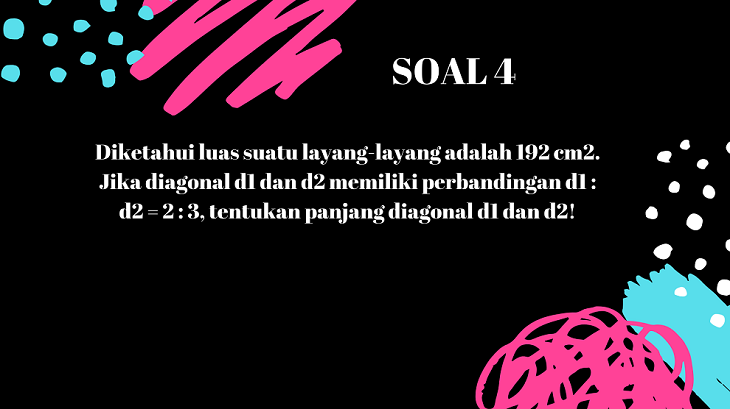 SOAL 4
Diketahui luas suatu layang-layang adalah 192 cm2.
Jika diagonal d1 dan d2 memiliki perbandingan d1 :
d2 = 2 : 3, tentukan panjang diagonal d1 dan d2!